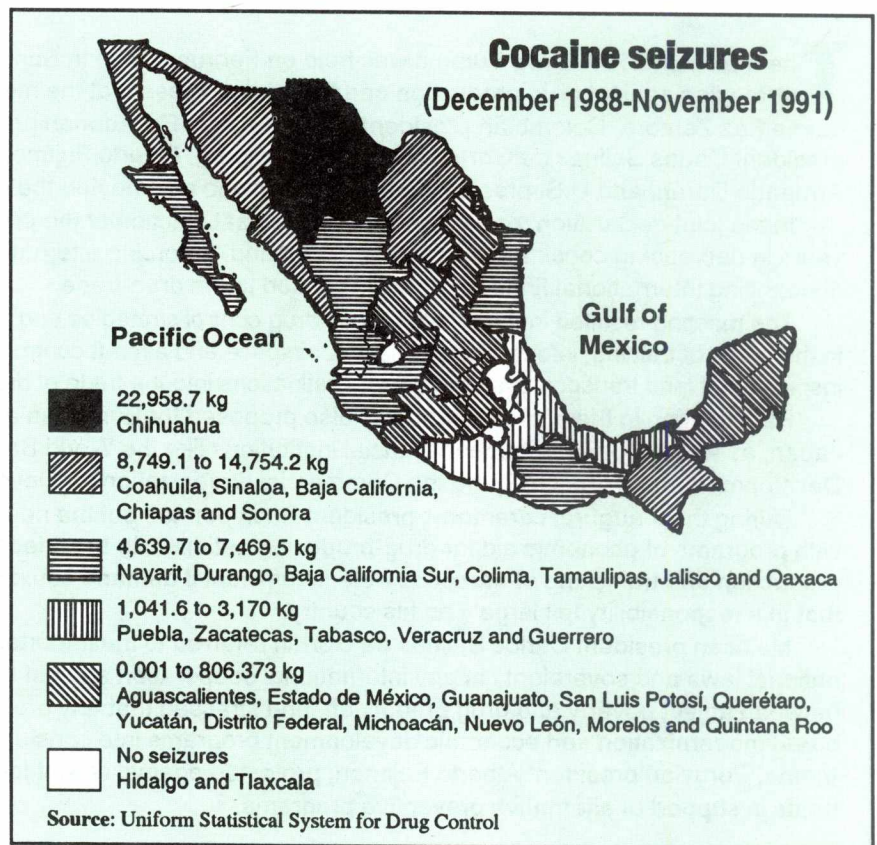 Cocaine seizures
(December 1988-November 1991)
Gulf of
Mexico
Pacific Ocean
22,958.7 kg
Chihuahua
8,749.1 to 14,754.2 kg
Coahuila, Sinaloa, Baja California,
Chiapas and Sonora
4,639.7 to 7,469.5 kg
Nayarit, Durango, Baja California Sur, Colima, Tamaulipas, Jalisco and Oaxaca
1,041.6 to 3,170 kg
Puebla, Zacatecas, Tabasco, Veracruz and Guerrero
0.001 to 806.373 kg
Aguascalientes, Estado de México, Guanajuato, San Luis Potosí, Querétaro,
Yucatán, Distrito Federal, Michoacán, Nuevo León, Morelos and Quintana Roo
No seizures
Hidalgo and Tlaxcala
Source: Uniform Statistical System for Drug Control